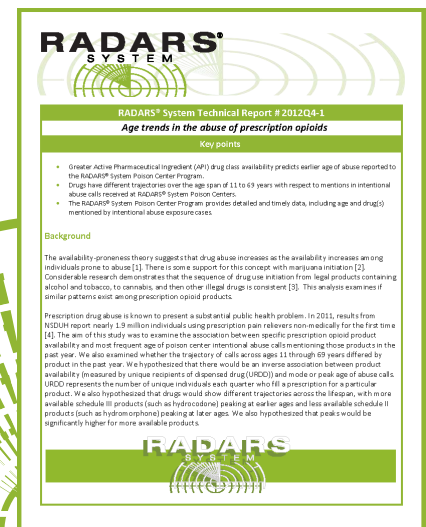 RADARS®
SYSTEM
RADARS® System Technical Report # 2012Q4-1
Age trends in the abuse of prescription opioids
Key points
• Greater Active Pharmaceutical Ingredient (API) drug class availability predicts earlier age of abuse reported to
the RADARS® System Poison Center Program.
• Drugs have different trajectories over the age span of 11 to 69 years with respect to mentions in intentional
abuse calls received at RADARS® System Poison Centers.
• The RADARS® System Poison Center Program provides detailed and timely data, including age and drug(s)
mentioned by intentional abuse exposure cases.
Background
The availability-proneness theory suggests that drug abuse increases as the availability increases among
individuals prone to abuse [1]. There is some support for this concept with marijuana initiation [2].
Considerable research demonstrates that the sequence of drug use initiation from legal products containing
alcohol and tobacco, to cannabis, and then other illegal drugs is consistent [3]. This analysis examines if
similar patterns exist among prescription opioid products.
Prescription drug abuse is known to present a substantial public health problem. In 2011, results from
NSDUH report nearly 1.9 million individuals using prescription pain relievers non-medically for the first time
[4]. The aim of this study was to examine the association between specific prescription opioid product
availability and most frequent age of poison center intentional abuse calls mentioning those products in the
past year. We also examined whether the trajectory of calls across ages 11 through 69 years differed by
product in the past year. We hypothesized that there would be an inverse association between product
availability (measured by unique recipients of dispensed drug (URDD)) and mode or peak age of abuse calls.
URDD represents the number of unique individuals each quarter who fill a prescription for a particular
product. We also hypothesized that drugs would show different trajectories across the lifespan, with more
available schedule III products (such as hydrocodone) peaking at earlier ages and less available schedule II
products (such as hydromorphone) peaking at later ages. We also hypothesized that peaks would be
significantly higher for more available products.
RADARS
SYSTEM